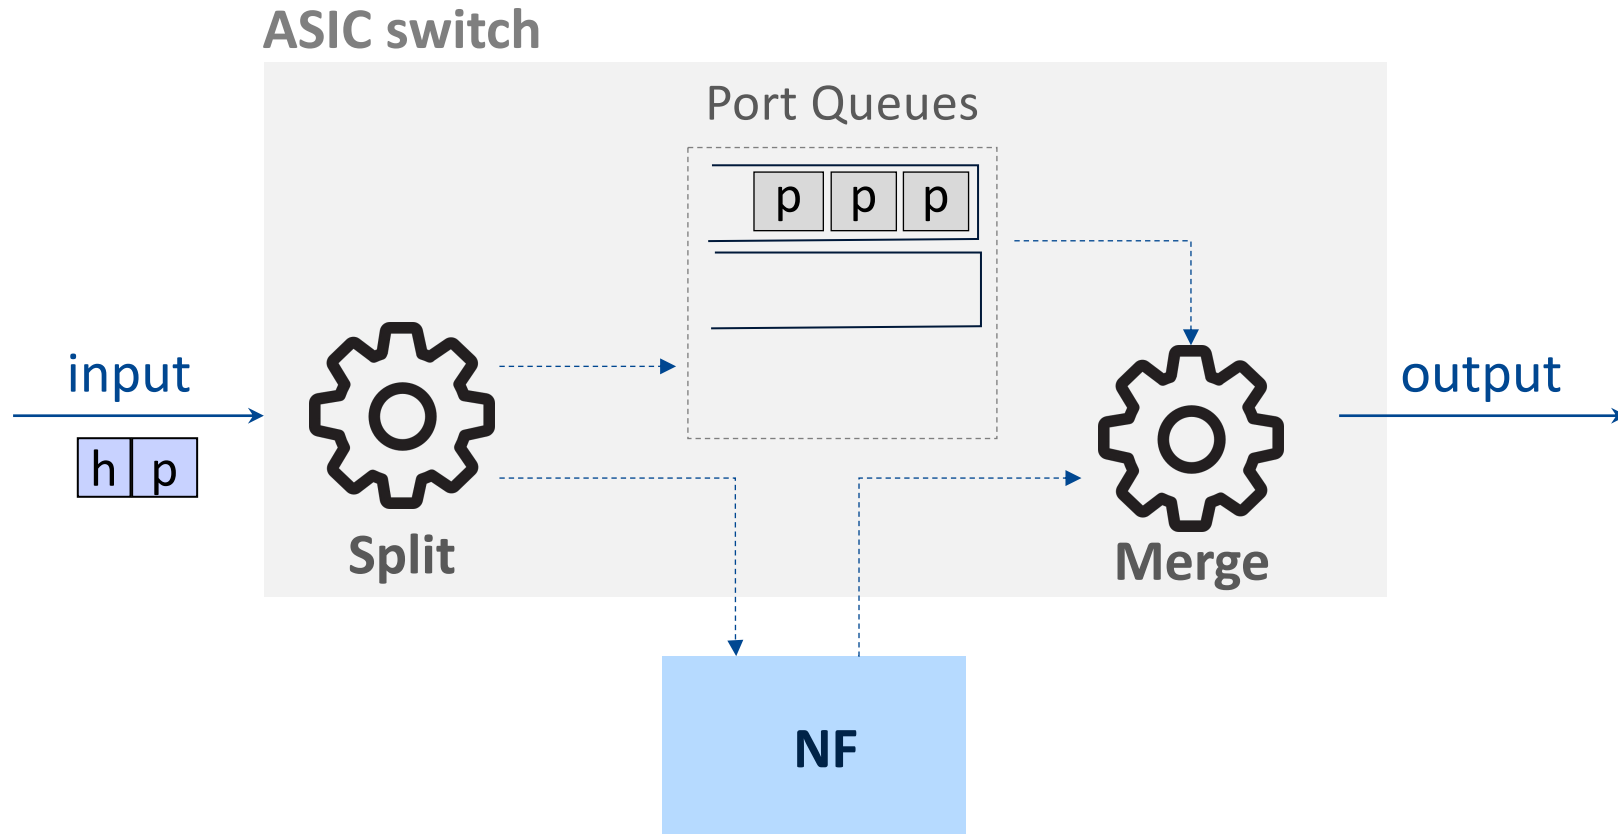 ASIC switch
Port Queues
p p p
input
output
h p
Split
Merge
NF